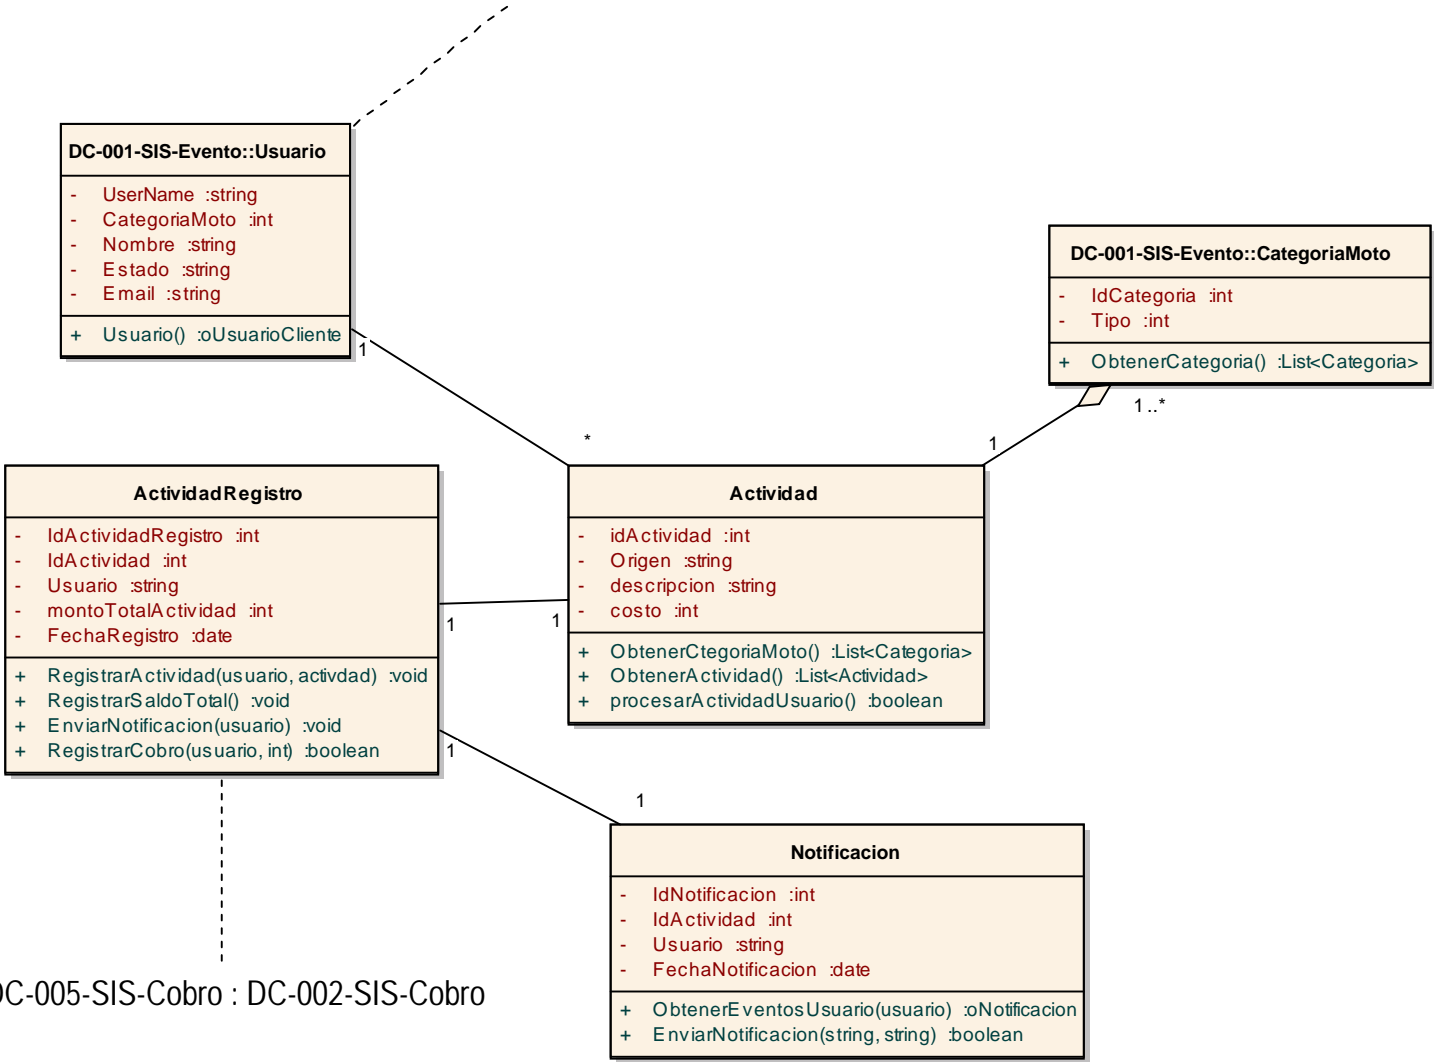 DC-001-SIS-Evento::Usuario
- UserName :string
- CategoriaMoto :int
- Nombre :string
- Estado :string
- Email :string
+ Usuario() :oUsuarioCliente
1
DC-001-SIS-Evento::CategoriaMoto
- IdCategoria :int
- Tipo :int
+ ObtenerCategoria() :List<Categoria>
1..*
1
*
ActividadRegistro
- IdActividadRegistro :int
- IdActividad :int
- Usuario :string
- montoTotalActividad :int
- FechaRegistro :date
+ RegistrarActividad(usuario, activdad) :void
+ RegistrarSaldoTotal() :void
+ EnviarNotificacion(usuario) :void
+ RegistrarCobro(usuario, int) :boolean
1
1
Actividad
- idActividad :int
- Origen :string
- descripcion :string
- costo :int
+ ObtenerCtegoriaMoto() :List<Categoria>
+ ObtenerActividad() :List<Actividad>
+ procesarActividadUsuario() :boolean
1
1
Notificacion
- IdNotificacion :int
- IdActividad :int
- Usuario :string
- FechaNotificacion :date
+ ObtenerEventosUsuario(usuario) :oNotificacion
+ EnviarNotificacion(string, string) :boolean
DC-005-SIS-Cobro : DC-002-SIS-Cobro